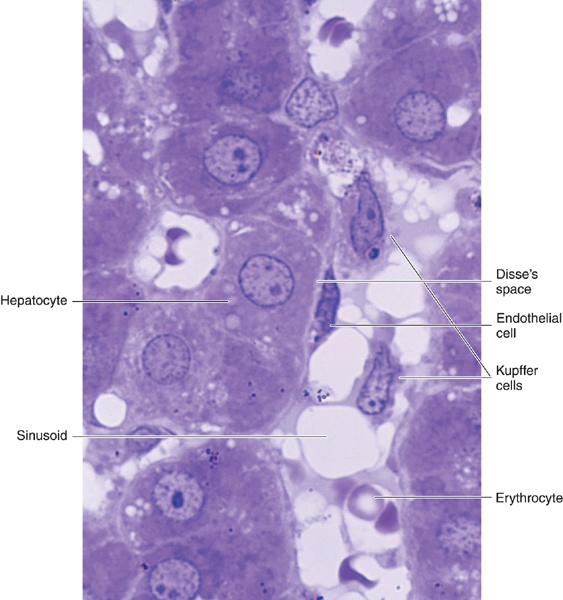 Disse's
space
Hepatocyte
Endothelial
cell
Kupffer
cells
Sinusoid
Erythrocyte